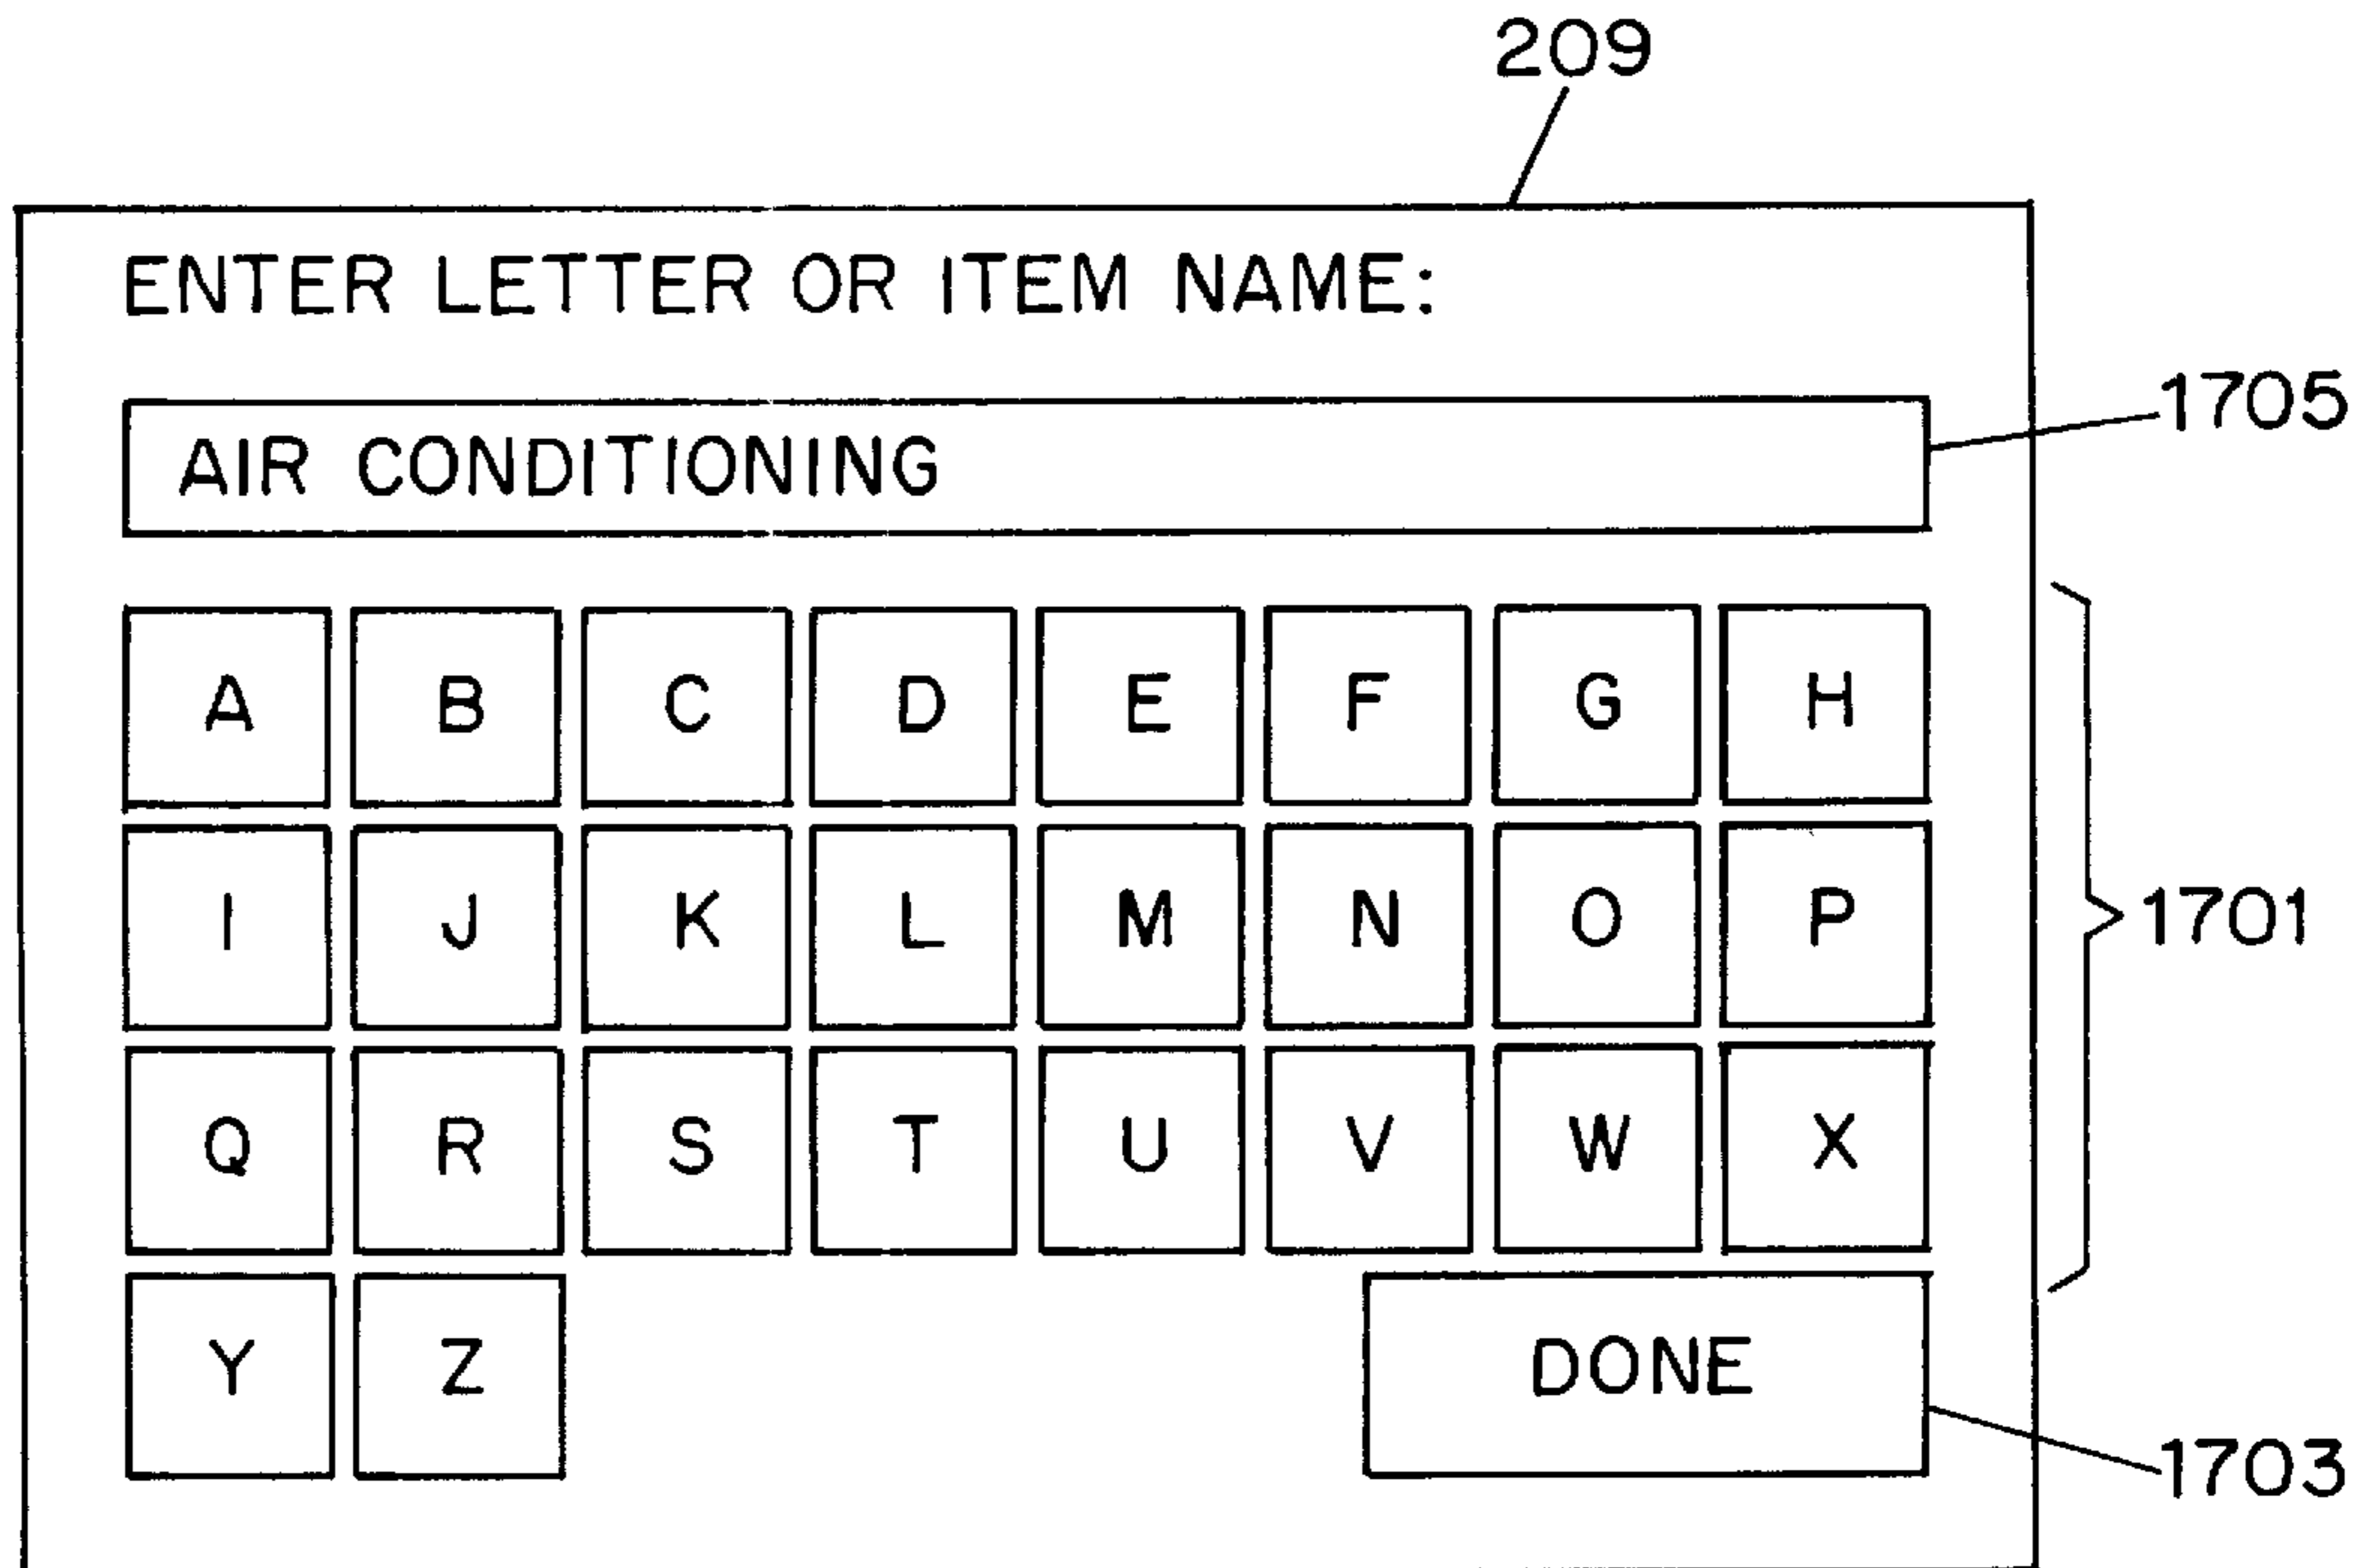 209
ENTER LETTER OR ITEM NAME:
1705
AIR CONDITIONING
A B C D E F G H
I J K L M N O P
1701
Q R S T U V W X
Y Z DONE
1703